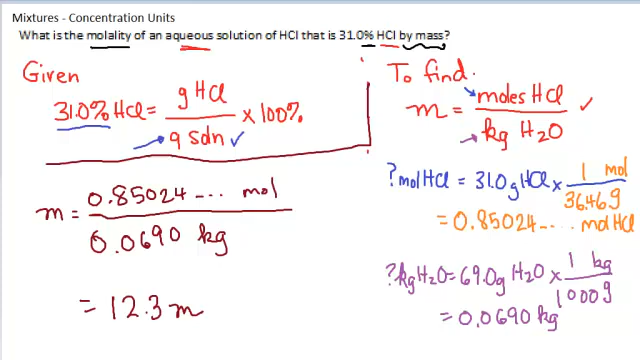 Mixtures - Concentration Units
What is the molality of an aqueous solution of HCl that is 31.0% HCl by mass?
Given
31.0% HCl = g HCl / g soln × 100% ✓
To find.
m = moles HCl / kg H2O ✓
m = 0.85024 ---- mol / 0.0690 kg
= 12.3 m
? mol HCl = 31.0 g HCl × 1 mol / 36.46 g
= 0.85024.... mol HCl
? kg H2O = 69.0 g H2O × 1 kg / 1000 g
= 0.0690 kg